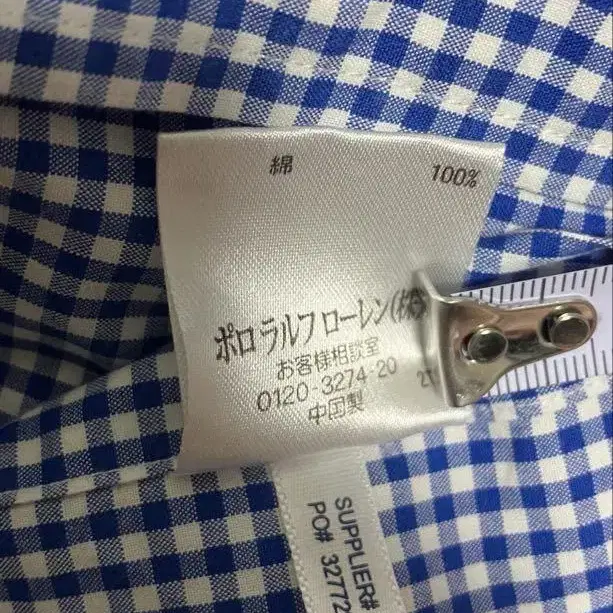 綿 100%
ポロ ラルフ ローレン(株)
お客様相談室
0120-3274-20
中国製
SUPPLIER#
PO# 32772